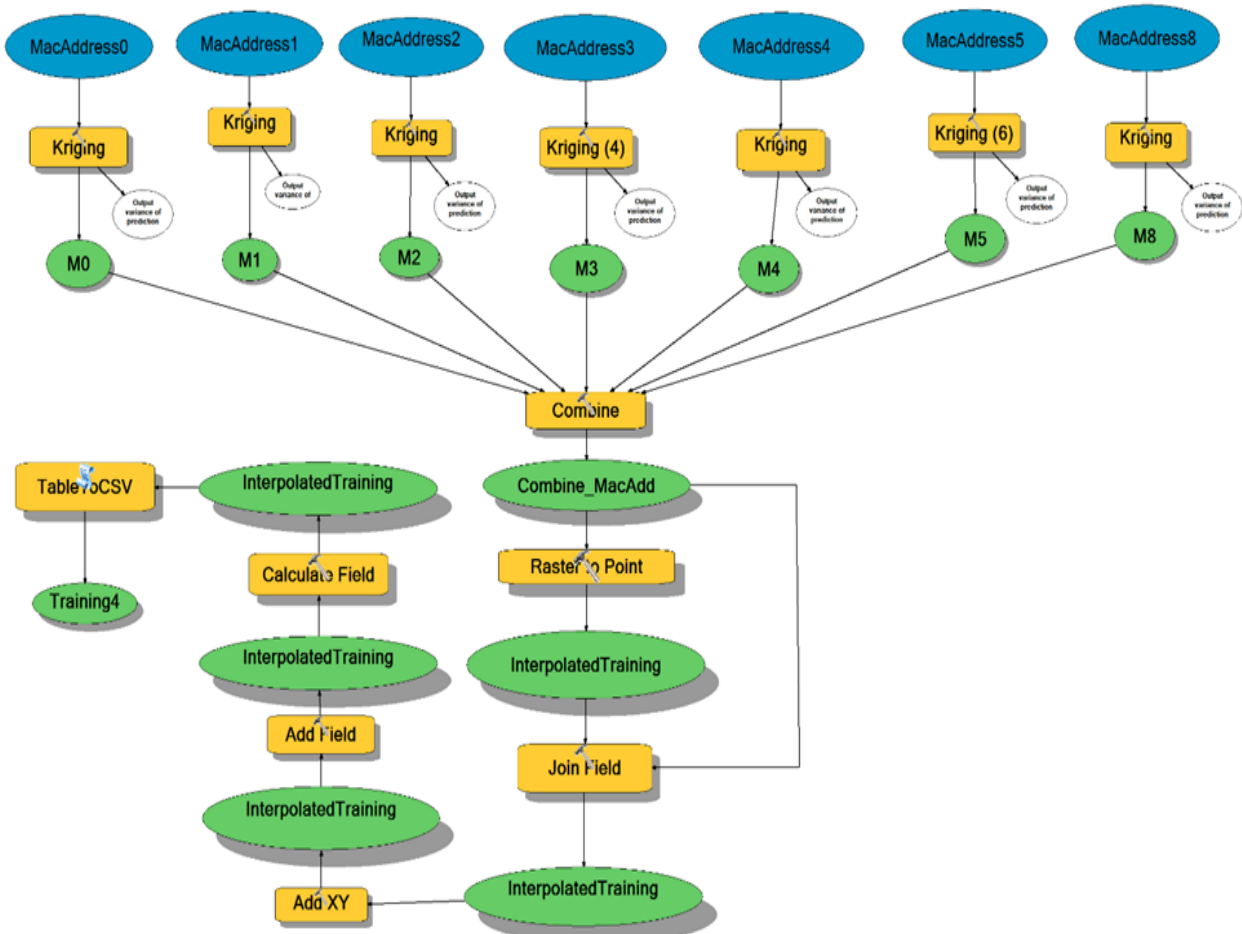 MacAddress0
MacAddress1
MacAddress2
MacAddress3
MacAddress4
MacAddress5
MacAddress8
Kriging
Kriging
Kriging
Kriging (4)
Kriging
Kriging (6)
Kriging
Output
variance of
prediction
Output
variance of
Output
variance of
prediction
Output
variance of
prediction
Output
variance of
prediction
Output
variance of
prediction
Output
variance of
prediction
M0
M1
M2
M3
M4
M5
M8
Combine
TableToCSV
InterpolatedTraining
Combine_MacAdd
Calculate Field
Raster to Point
Training4
InterpolatedTraining
InterpolatedTraining
Add Field
Join Field
InterpolatedTraining
Add XY
InterpolatedTraining